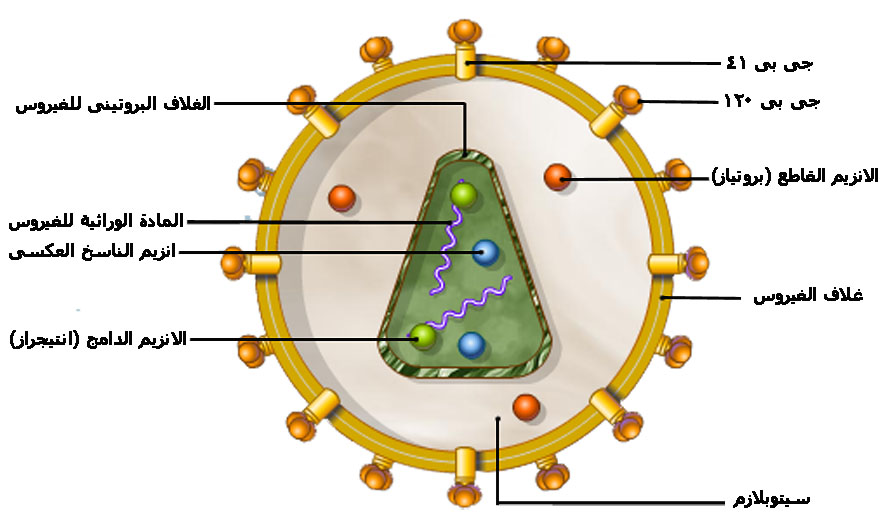 جى بى ٤١
جى بى ١٢٠
الغلاف البروتينى للفيروس
الانزيم القاطع (بروتياز)
المادة الوراثية للفيروس
انزيم الناسخ العكسى
غلاف الفيروس
الانزيم الدامج (انتيجراز)
سيتوبلازم